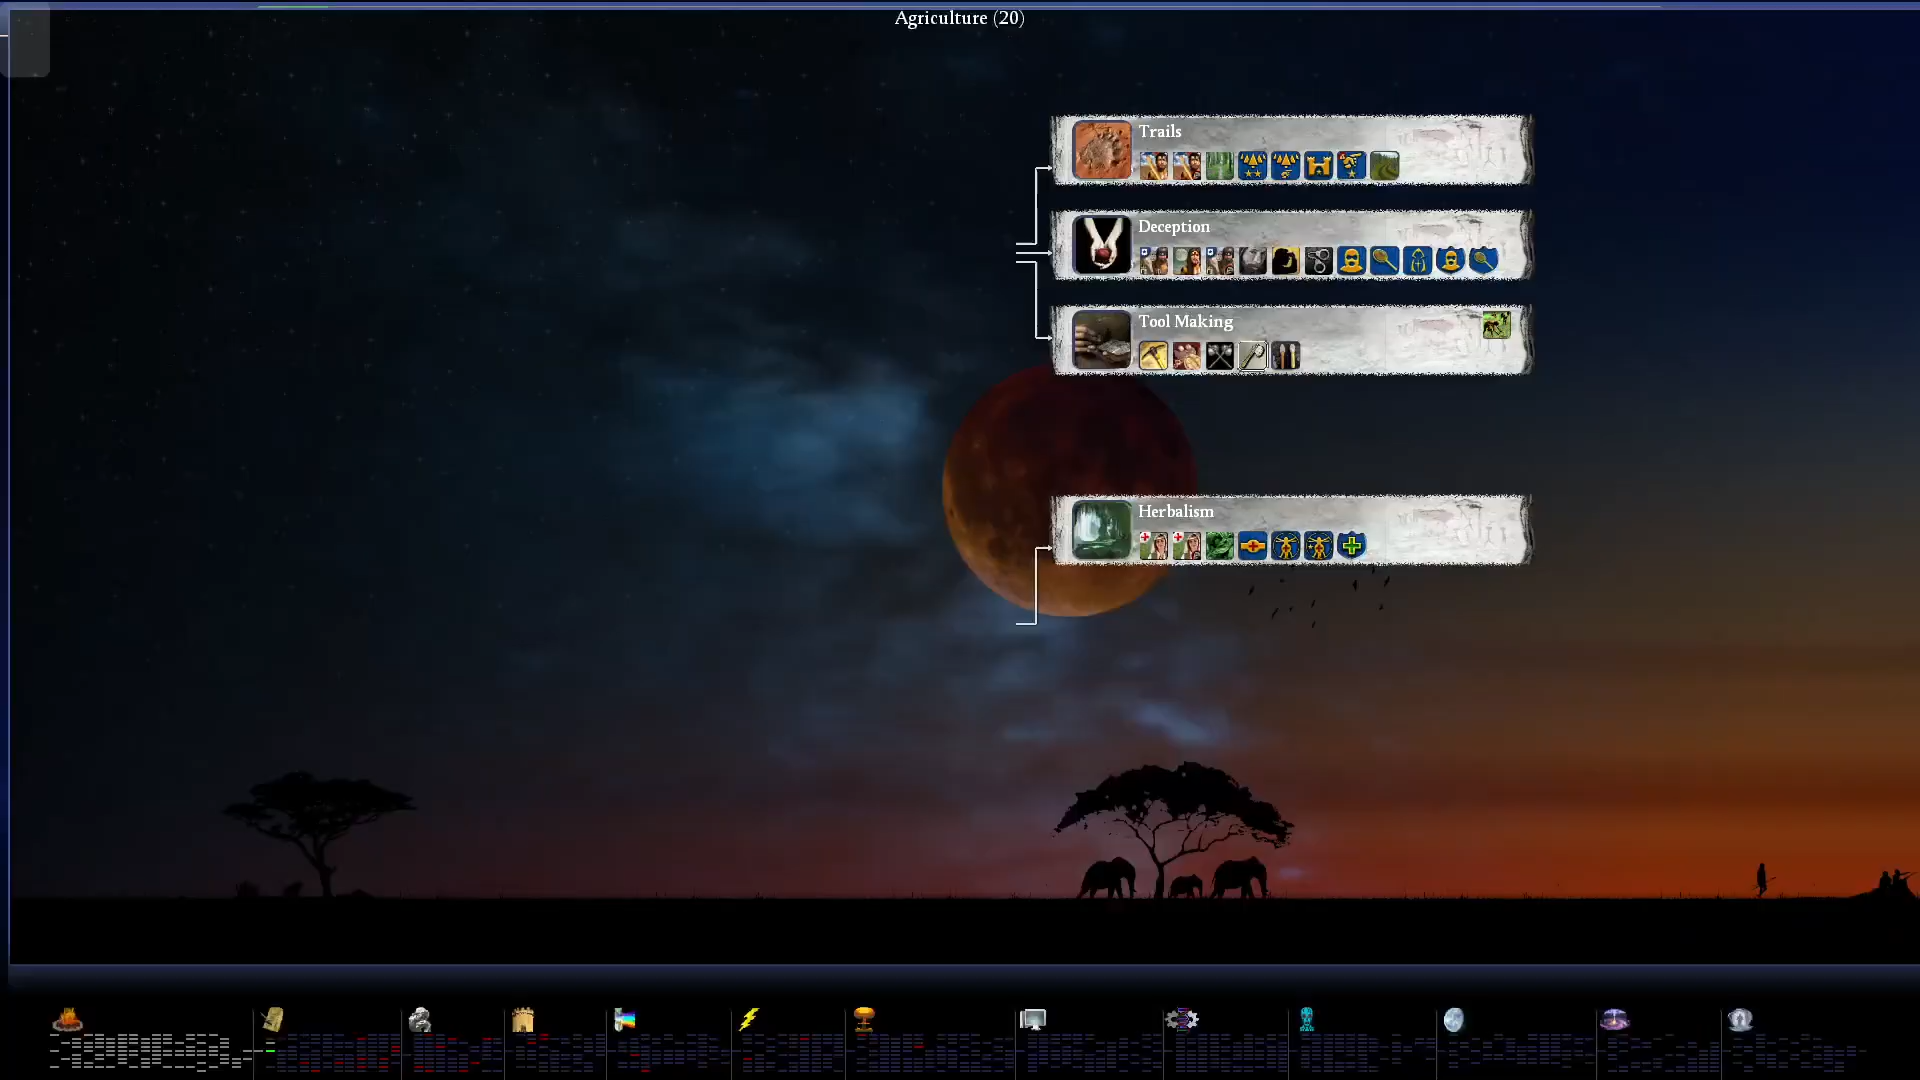 Agriculture (20)
Trails
Deception
Tool Making
Herbalism